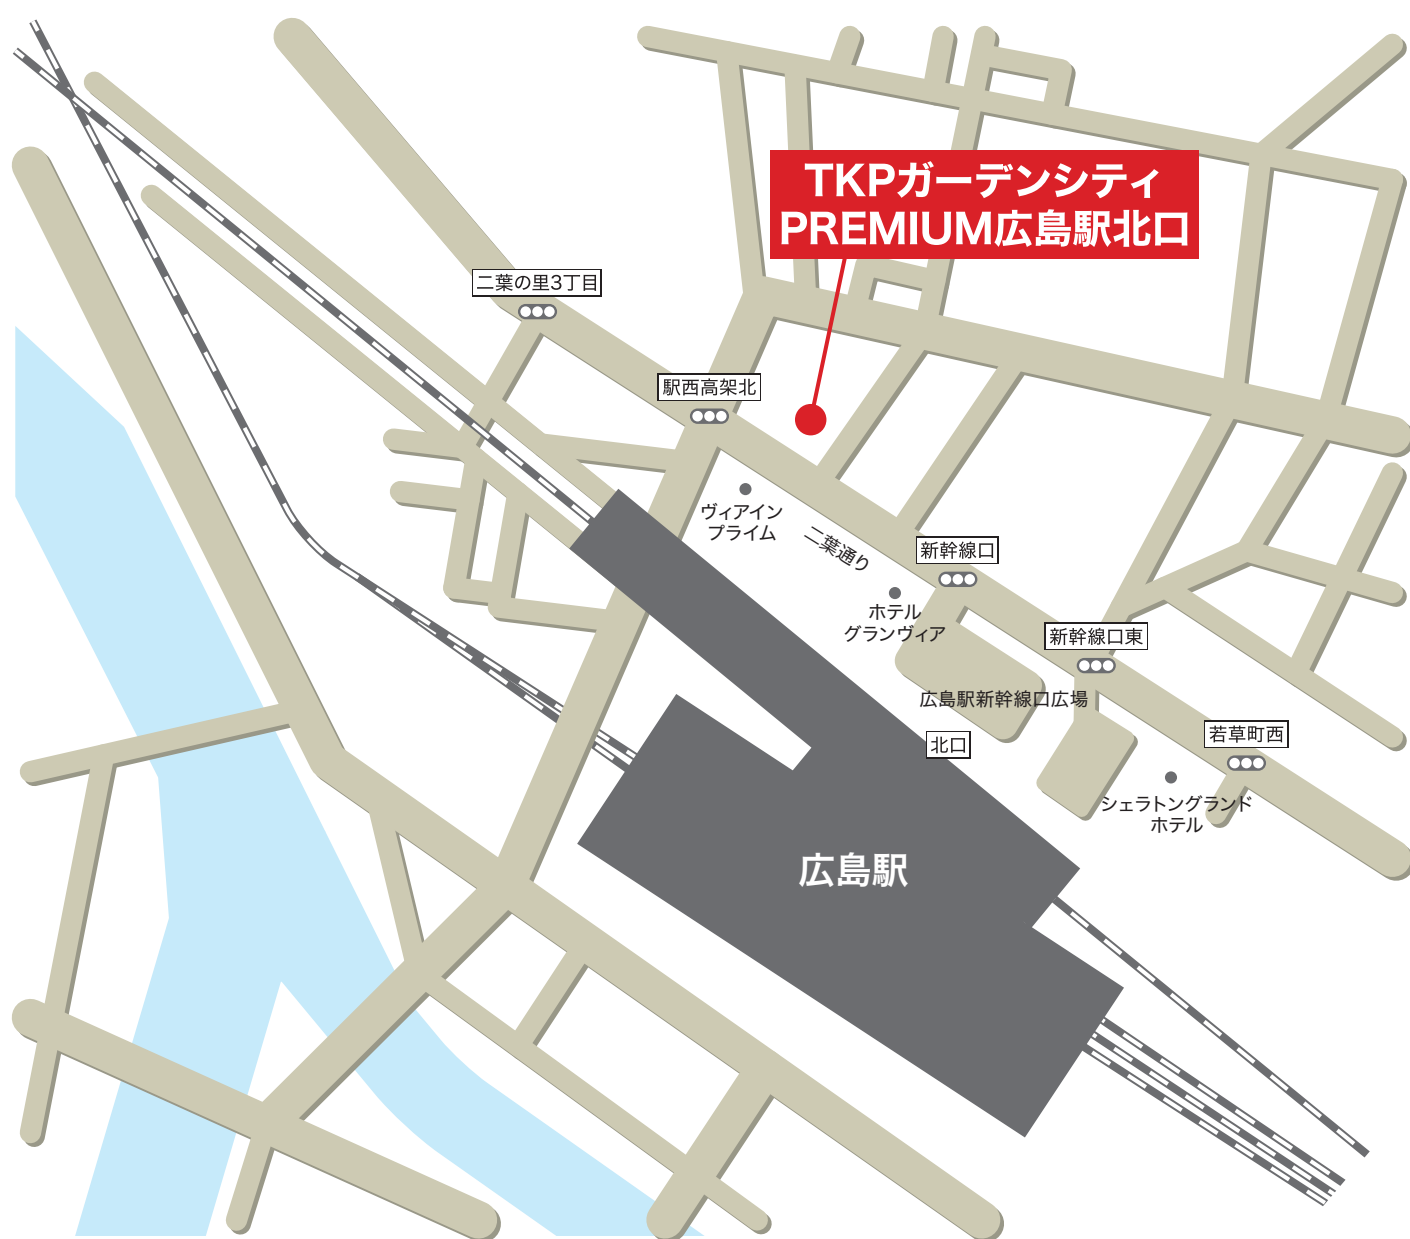 TKPガーデンシティ
PREMIUM広島駅北口
二葉の里3丁目
駅西高架北
ヴィアイン
プライム
二葉通り
新幹線口
ホテル
グランヴィア
新幹線口東
広島駅新幹線口広場
北口
若草町西
シェラトングランド
ホテル
広島駅